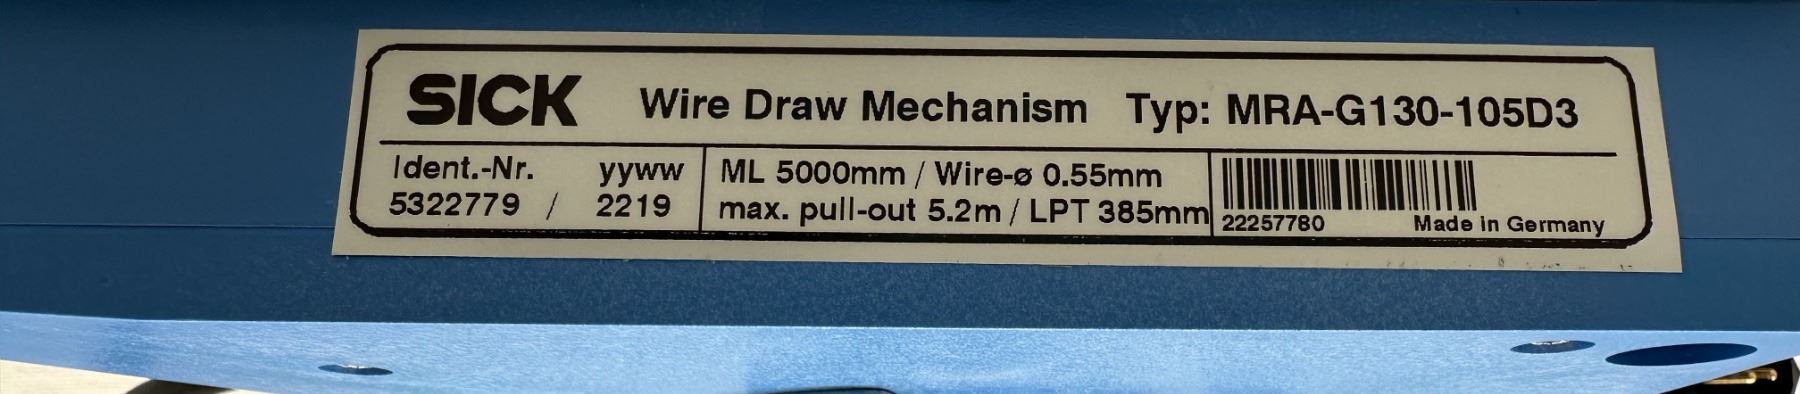 SICK Wire Draw Mechanism Typ: MRA-G130-105D3
Ident.-Nr. yyww
5322779 / 2219
ML 5000mm / Wire-ø 0.55mm
max. pull-out 5.2m / LPT 385mm
22257780 Made in Germany